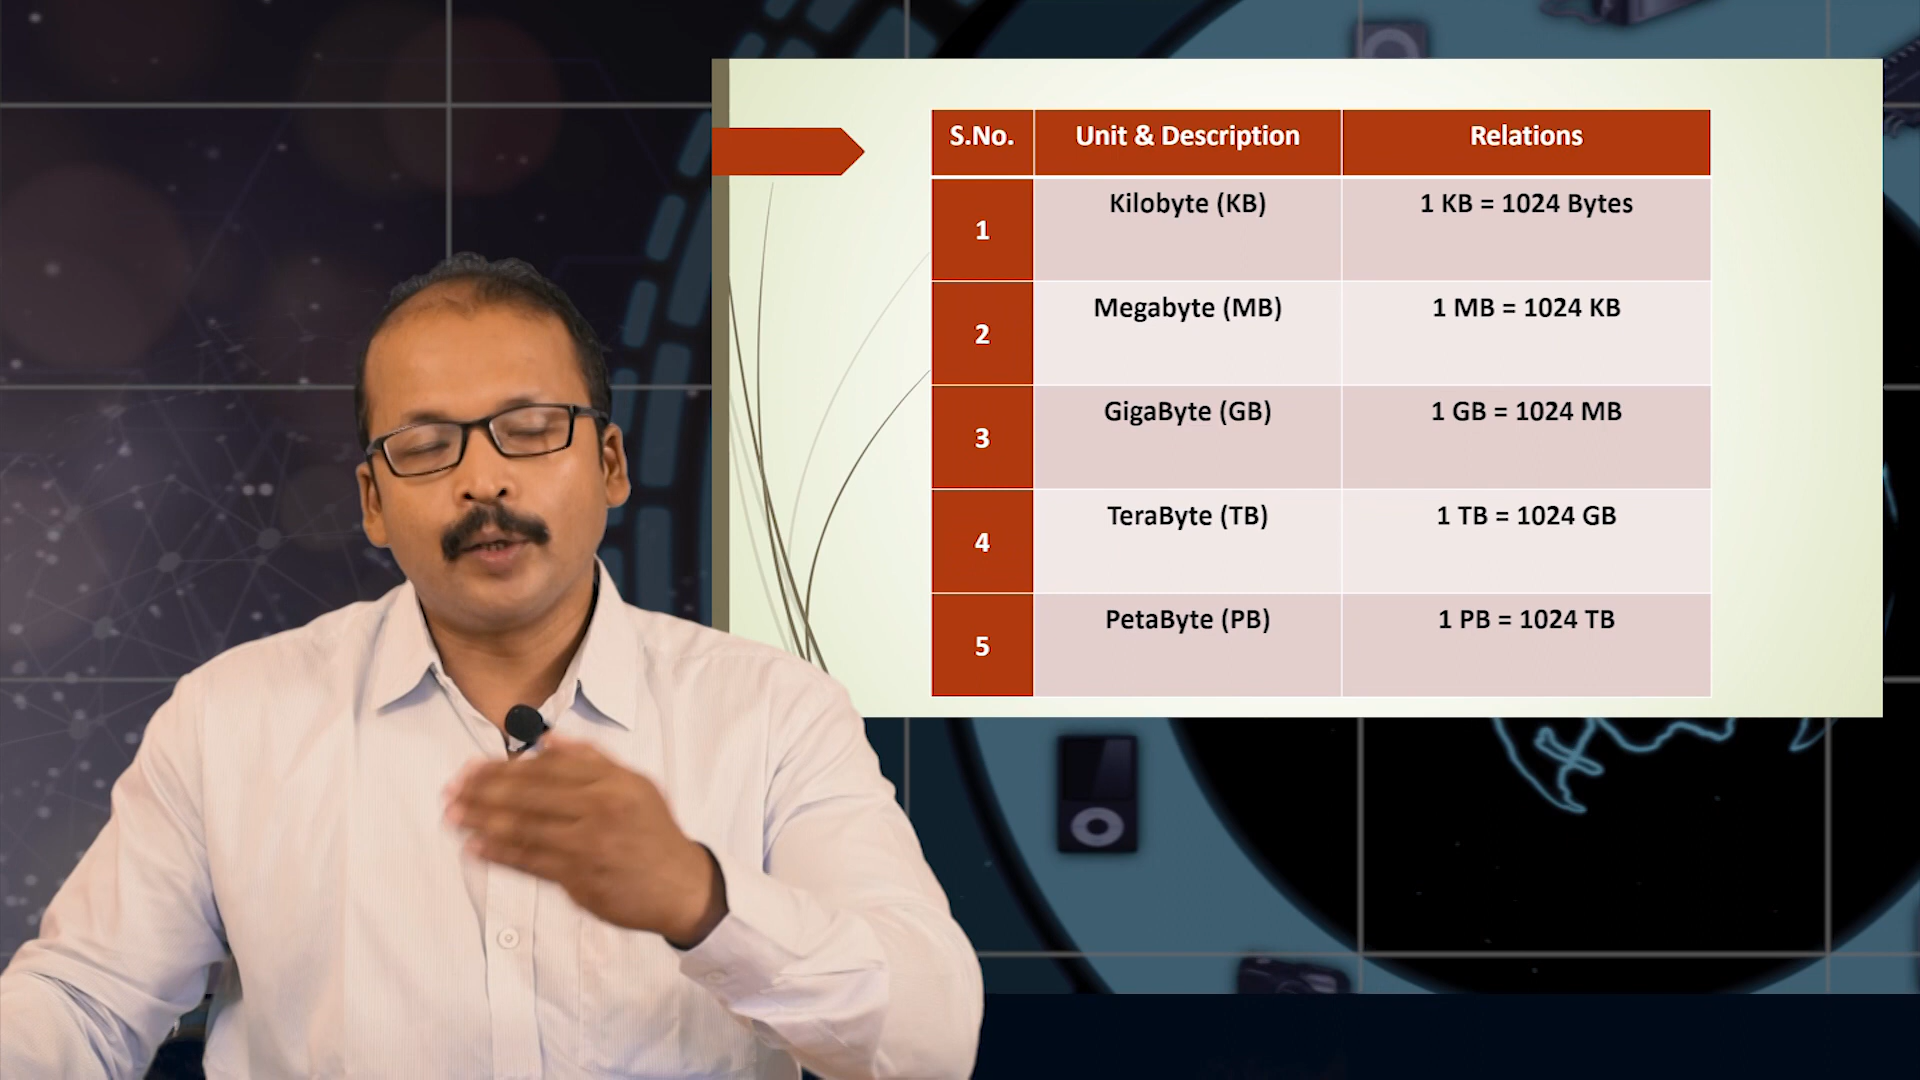 S.No. Unit & Description Relations
1 Kilobyte (KB) 1 KB = 1024 Bytes
2 Megabyte (MB) 1 MB = 1024 KB
3 GigaByte (GB) 1 GB = 1024 MB
4 TeraByte (TB) 1 TB = 1024 GB
5 PetaByte (PB) 1 PB = 1024 TB